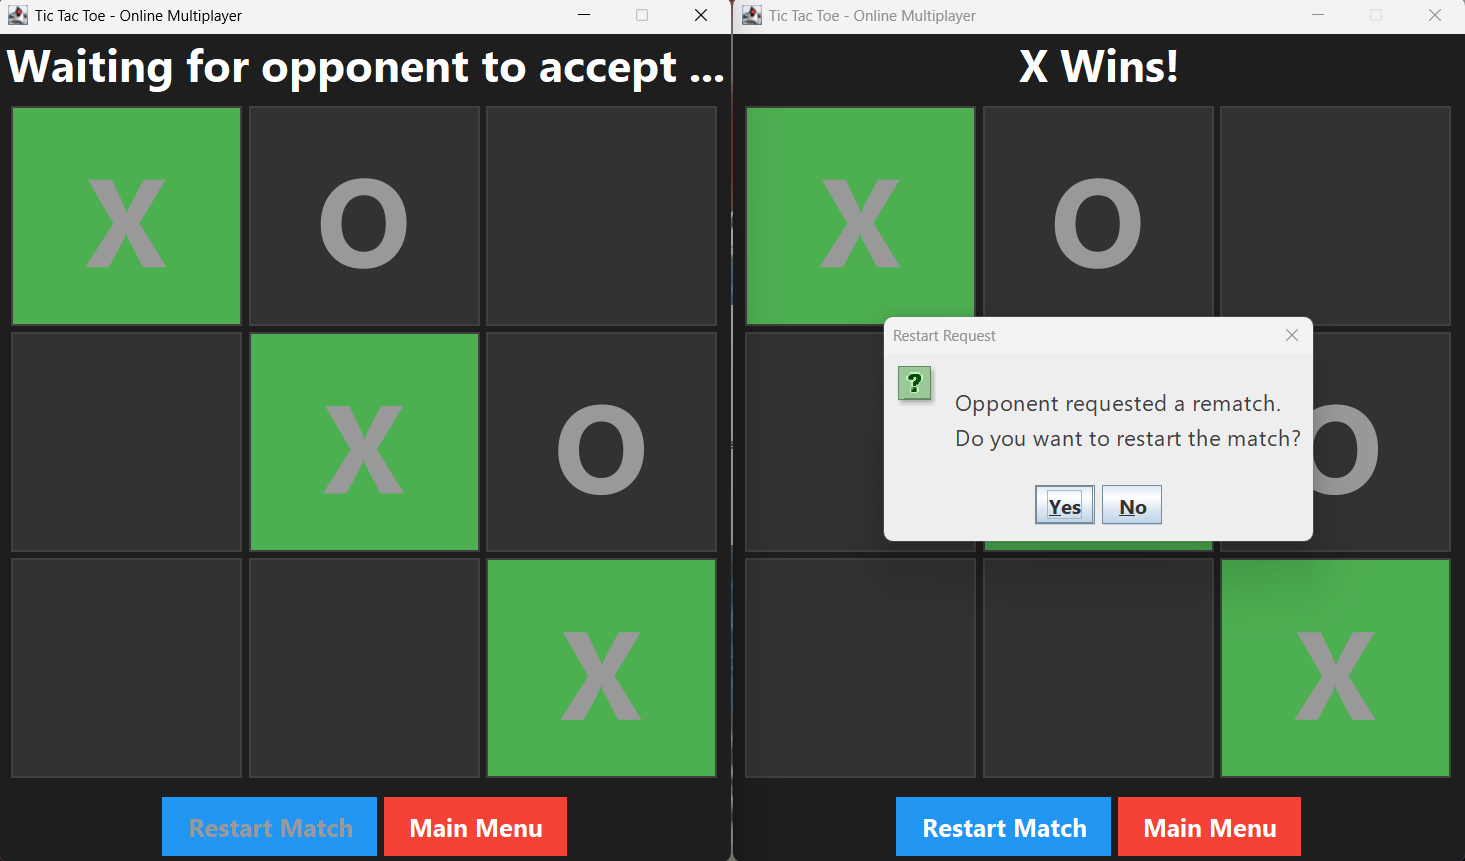 Tic Tac Toe - Online Multiplayer
Waiting for opponent to accept ...
X O
X O
X
Restart Match Main Menu
Tic Tac Toe - Online Multiplayer
X Wins!
X O
Restart Request
?
Opponent requested a rematch.
Do you want to restart the match?
O
Yes No
X
Restart Match Main Menu